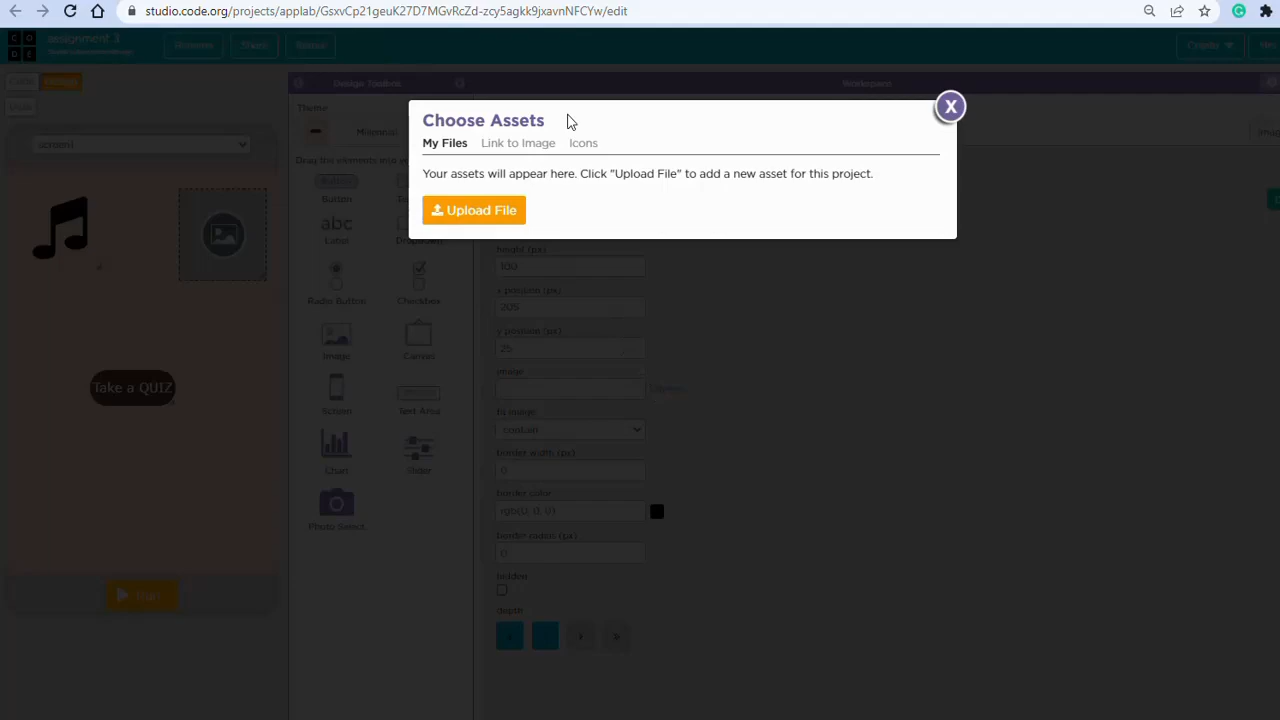 studio.code.org/projects/applab/GsxvCp21geuK27D7MGvRcZd-zcy5agkk9jxavnNFCYw/edit
CODE
assignment 3
Share
Create
Design Toolbox
Workspace
Theme
screen1
Choose Assets
X
My Files Link to Image Icons
Your assets will appear here. Click "Upload File" to add a new asset for this project.
Upload File
Drag the elements into
Button
abc
Label
Dropdown
Radio Button
Checkbox
Image
Canvas
Screen
Text Area
Chart
Slider
Photo Select
Take a QUIZ
Run
height (px)
100
x position (px)
205
y position (px)
25
image
fit image
contain
border width (px)
0
border color
rgb(0, 0, 0)
border radius (px)
0
hidden
depth